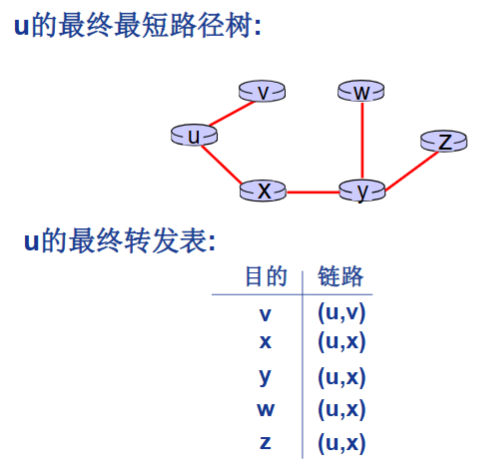 u的最终最短路径树:
v
w
u
z
x
y
u的最终转发表:
目的 链路
v (u,v)
x (u,x)
y (u,x)
w (u,x)
z (u,x)